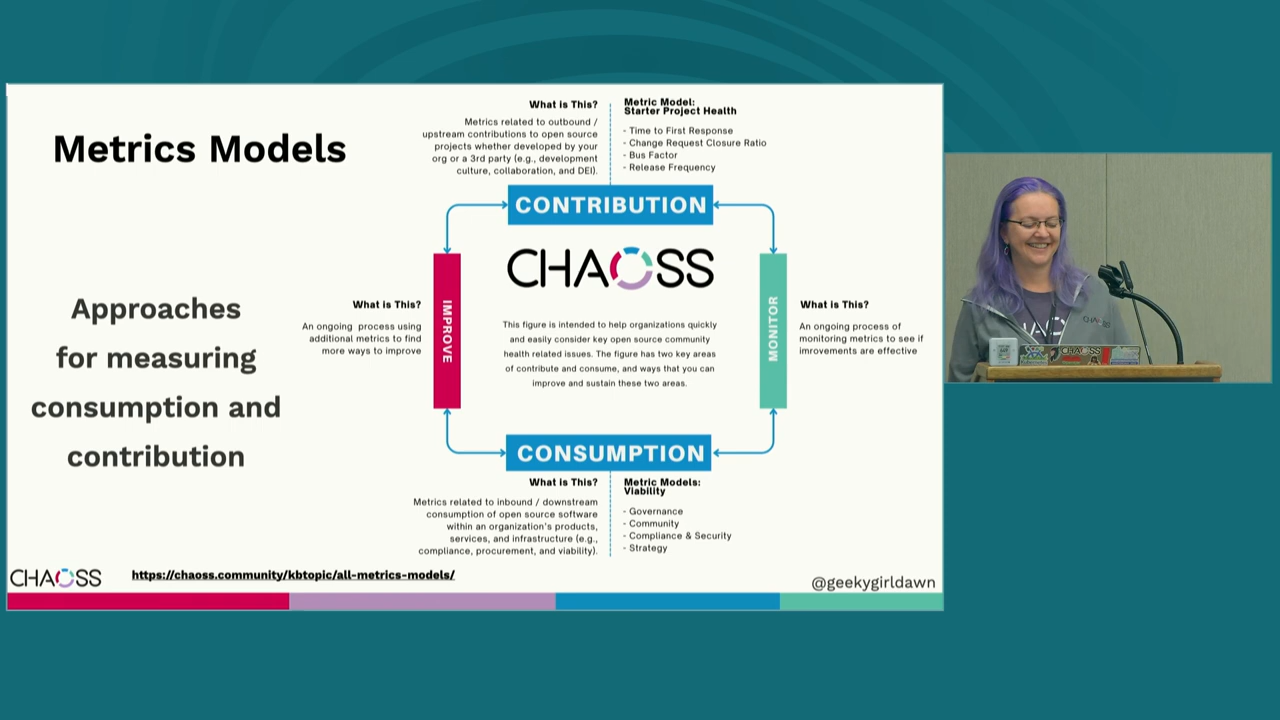 Metrics Models
Approaches
for measuring
consumption and
contribution
What is This?
Metrics related to outbound /
upstream contributions to open source
projects whether developed by your
org or a 3rd party (e.g., development
culture, collaboration, and DEI).
Metric Model:
Starter Project Health
- Time to First Response
- Change Request Closure Ratio
- Bus Factor
- Release Frequency
CONTRIBUTION
CHAOSS
This figure is intended to help organizations quickly
and easily consider key open source community
health related issues. The figure has two key areas
of contribute and consume, and ways that you can
improve and sustain these two areas.
What is This?
An ongoing process using
additional metrics to find
more ways to improve
IMPROVE
MONITOR
What is This?
An ongoing process of
monitoring metrics to see if
imrovements are effective
CONSUMPTION
What is This?
Metrics related to inbound / downstream
consumption of open source software
within an organization's products,
services, and infrastructure (e.g.,
compliance, procurement, and viability).
Metric Models:
Viability
- Governance
- Community
- Compliance & Security
- Strategy
CHAOSS
https://chaoss.community/kbtopic/all-metrics-models/
@geekygirldawn
CHAOSS
CHAOSS